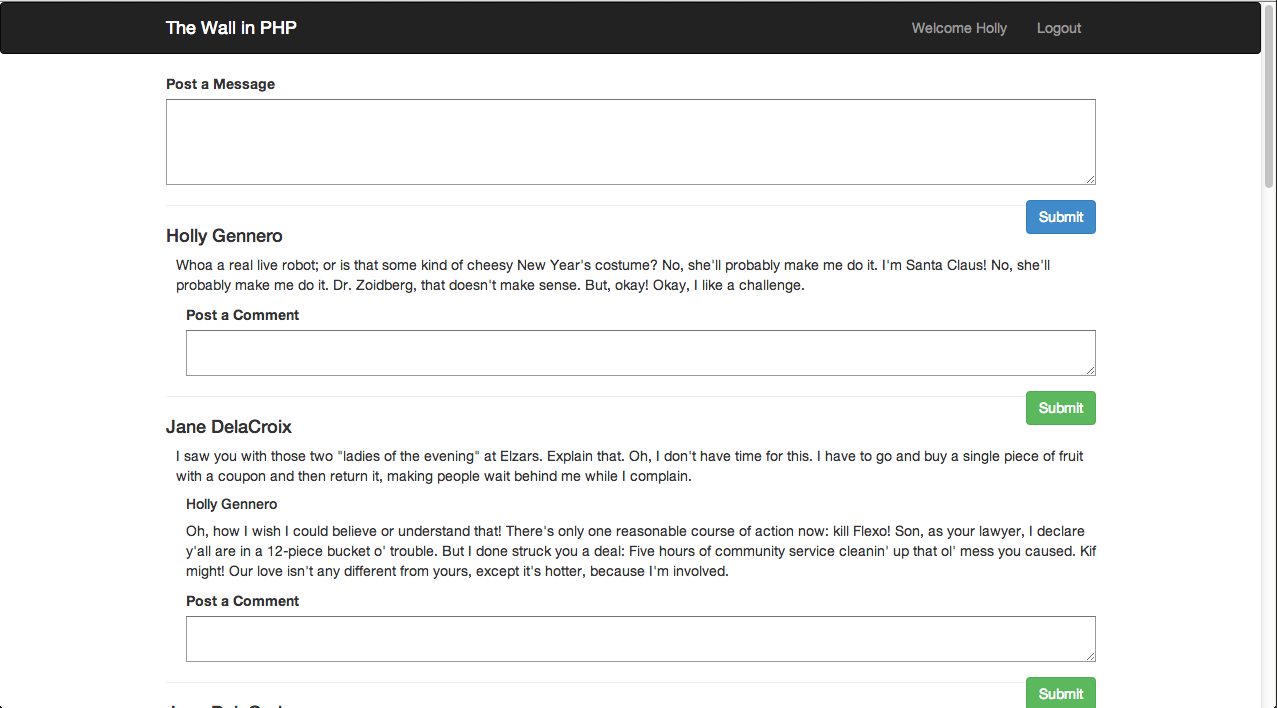 The Wall in PHP
Welcome Holly
Logout
Post a Message
Submit
Holly Gennero
Whoa a real live robot; or is that some kind of cheesy New Year's costume? No, she'll probably make me do it. I'm Santa Claus! No, she'll
probably make me do it. Dr. Zoidberg, that doesn't make sense. But, okay! Okay, I like a challenge.
Post a Comment
Submit
Jane DelaCroix
I saw you with those two "ladies of the evening" at Elzars. Explain that. Oh, I don't have time for this. I have to go and buy a single piece of fruit
with a coupon and then return it, making people wait behind me while I complain.
Holly Gennero
Oh, how I wish I could believe or understand that! There's only one reasonable course of action now: kill Flexo! Son, as your lawyer, I declare
y'all are in a 12-piece bucket o' trouble. But I done struck you a deal: Five hours of community service cleanin' up that ol' mess you caused. Kif
might! Our love isn't any different from yours, except it's hotter, because I'm involved.
Post a Comment
Submit